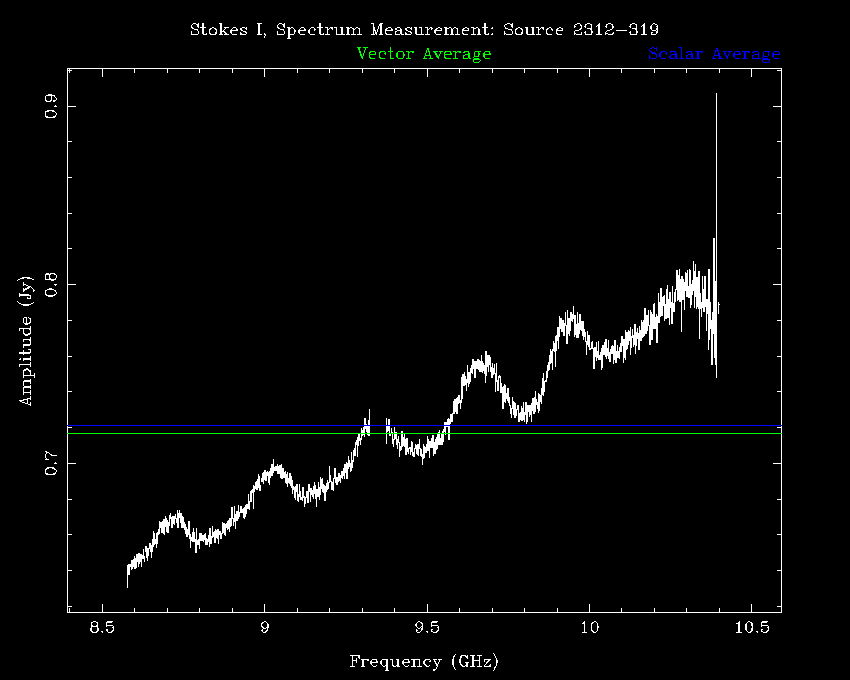 Stokes I, Spectrum Measurement: Source 2312−319
Vector Average
Scalar Average
0.9
0.8
0.7
Amplitude (Jy)
8.5 9 9.5 10 10.5
Frequency (GHz)